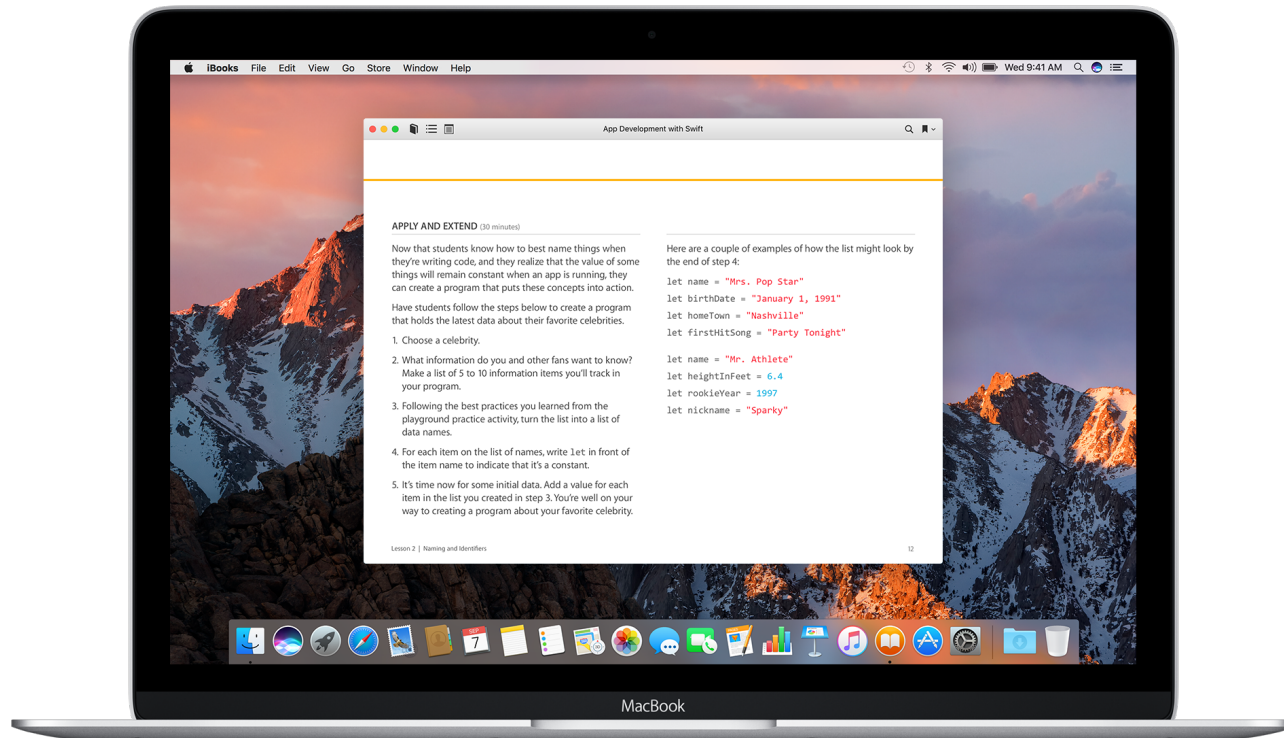 iBooks File Edit View Go Store Window Help Wed 9:41 AM
App Development with Swift
APPLY AND EXTEND (30 minutes)
Now that students know how to best name things when
they're writing code, and they realize that the value of some
things will remain constant when an app is running, they
can create a program that puts these concepts into action.
Have students follow the steps below to create a program
that holds the latest data about their favorite celebrities.
1. Choose a celebrity.
2. What information do you and other fans want to know?
Make a list of 5 to 10 information items you'll track in
your program.
3. Following the best practices you learned from the
playground practice activity, turn the list into a list of
data names.
4. For each item on the list of names, write let in front of
the item name to indicate that it's a constant.
5. It's time now for some initial data. Add a value for each
item in the list you created in step 3. You're well on your
way to creating a program about your favorite celebrity.
Here are a couple of examples of how the list might look by
the end of step 4:
let name = "Mrs. Pop Star"
let birthDate = "January 1, 1991"
let homeTown = "Nashville"
let firstHitSong = "Party Tonight"
let name = "Mr. Athlete"
let heightInFeet = 6.4
let rookieYear = 1997
let nickname = "Sparky"
Lesson 2 | Naming and Identifiers
12
SEP
7
MacBook